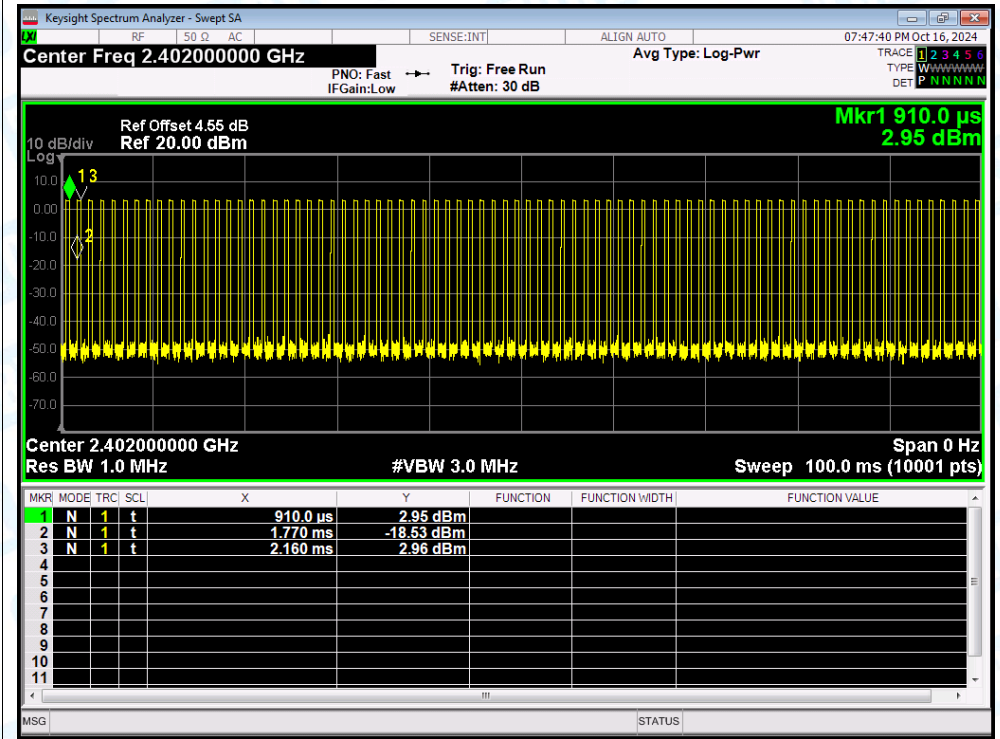 Keysight Spectrum Analyzer - Swept SA
LXI RF 50 Ω AC SENSE:INT ALIGN AUTO 07:47:40 PM Oct 16, 2024
Center Freq 2.402000000 GHz Avg Type: Log-Pwr TRACE 1 2 3 4 5 6
PNO: Fast Trig: Free Run TYPE WWWWWW
IFGain:Low #Atten: 30 dB DET P N N N N N
Mkr1 910.0 µs
Ref Offset 4.55 dB
10 dB/div Ref 20.00 dBm 2.95 dBm
Log
1 3
10.0
0.00
2
-10.0
-20.0
-30.0
-40.0
-50.0
-60.0
-70.0
Center 2.402000000 GHz Span 0 Hz
Res BW 1.0 MHz #VBW 3.0 MHz Sweep 100.0 ms (10001 pts)
MKR MODE TRC SCL X Y FUNCTION FUNCTION WIDTH FUNCTION VALUE
1 N 1 t 910.0 µs 2.95 dBm
2 N 1 t 1.770 ms -18.53 dBm
3 N 1 t 2.160 ms 2.96 dBm
4
5
6
7
8
9
10
11
MSG STATUS